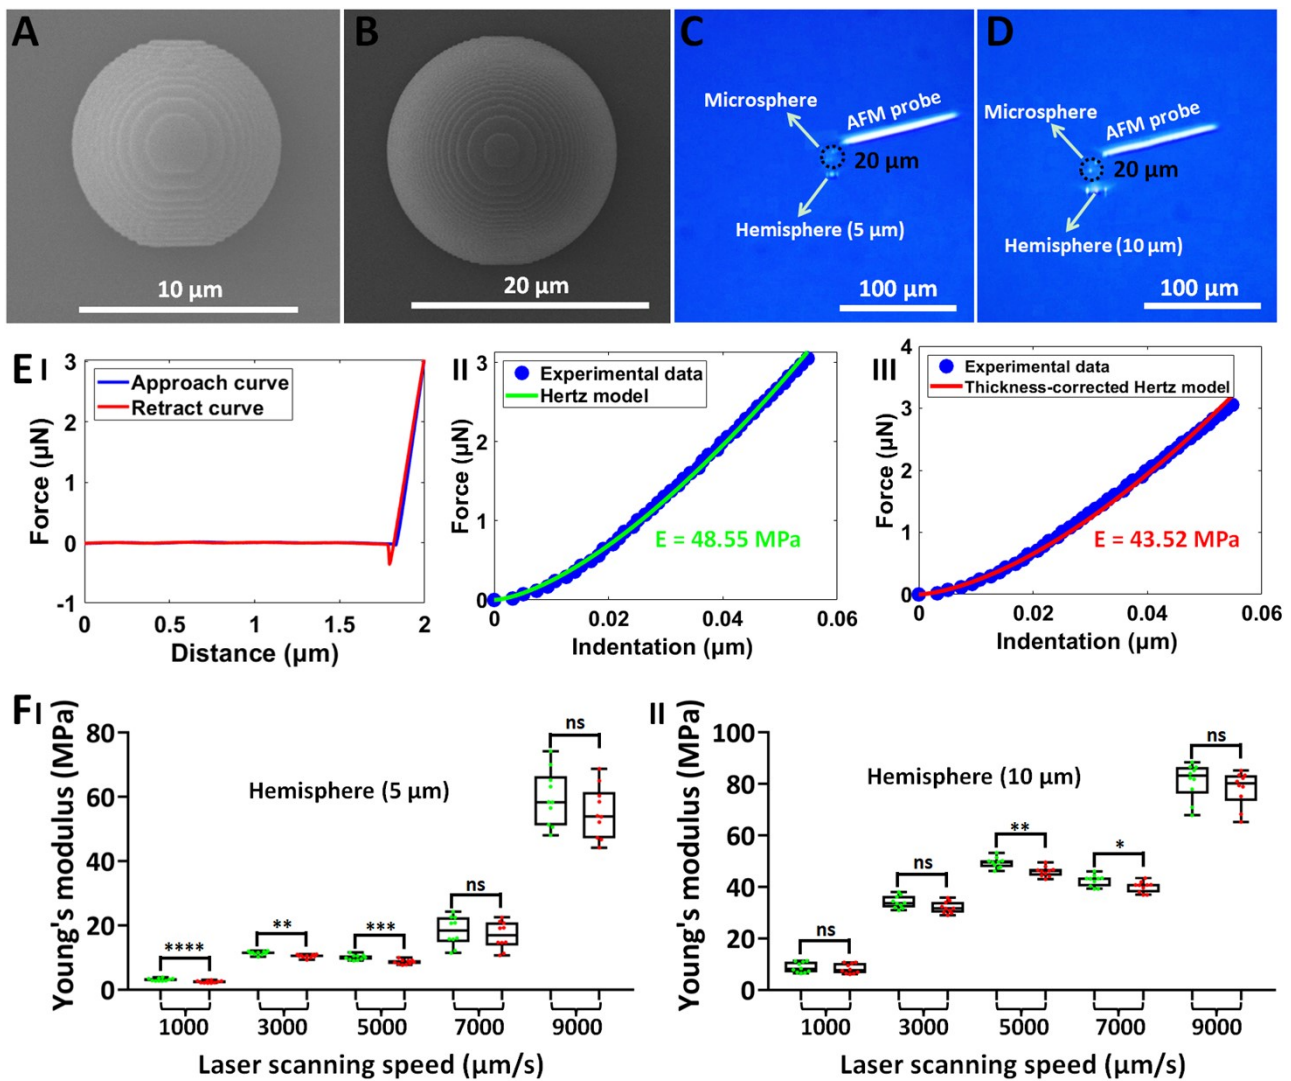 A
10 µm
B
20 µm
C
Microsphere
AFM probe
20 µm
Hemisphere (5 µm)
100 µm
D
Microsphere
AFM probe
20 µm
Hemisphere (10 µm)
100 µm
E I
Approach curve
Retract curve
Force (µN)
3
2
1
0
-1
0
0.5
1
1.5
2
Distance (µm)
II
Experimental data
Hertz model
Force (µN)
3
2
1
0
E = 48.55 MPa
0
0.02
0.04
0.06
Indentation (µm)
III
Experimental data
Thickness-corrected Hertz model
Force (µN)
4
3
2
1
0
E = 43.52 MPa
0
0.02
0.04
0.06
Indentation (µm)
F I
Young's modulus (MPa)
80
60
40
20
0
Hemisphere (5 µm)
****
**
***
ns
ns
1000
3000
5000
7000
9000
Laser scanning speed (µm/s)
II
Young's modulus (MPa)
100
80
60
40
20
0
Hemisphere (10 µm)
ns
ns
**
*
ns
1000
3000
5000
7000
9000
Laser scanning speed (µm/s)